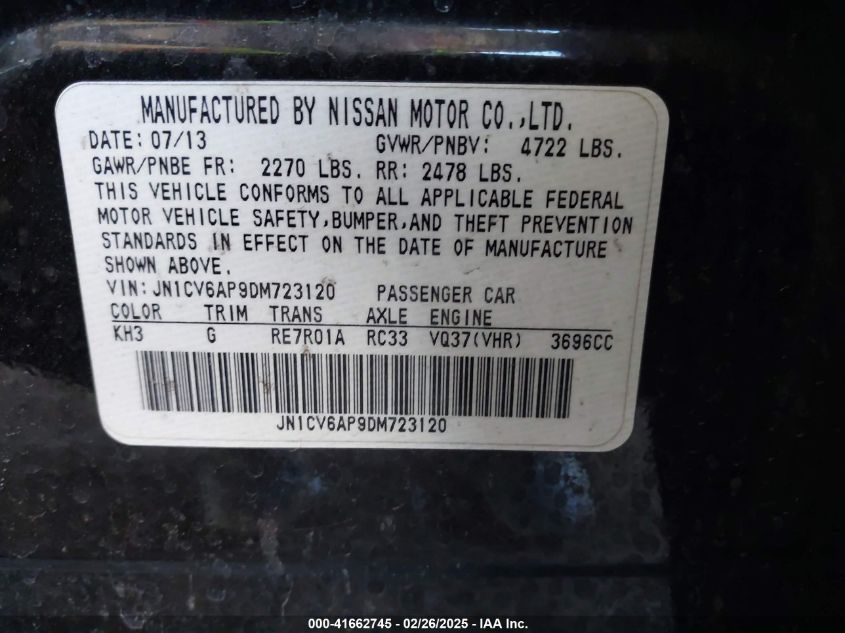 MANUFACTURED BY NISSAN MOTOR CO.,LTD.
DATE: 07/13 GVWR/PNBV: 4722 LBS.
GAWR/PNBE FR: 2270 LBS. RR: 2478 LBS.
THIS VEHICLE CONFORMS TO ALL APPLICABLE FEDERAL
MOTOR VEHICLE SAFETY,BUMPER,AND THEFT PREVENTION
STANDARDS IN EFFECT ON THE DATE OF MANUFACTURE
SHOWN ABOVE.
VIN: JN1CV6AP9DM723120 PASSENGER CAR
COLOR TRIM TRANS AXLE ENGINE
KH3 G RE7R01A RC33 VQ37(VHR) 3696CC
JN1CV6AP9DM723120
000-41662745 - 02/26/2025 - IAA Inc.